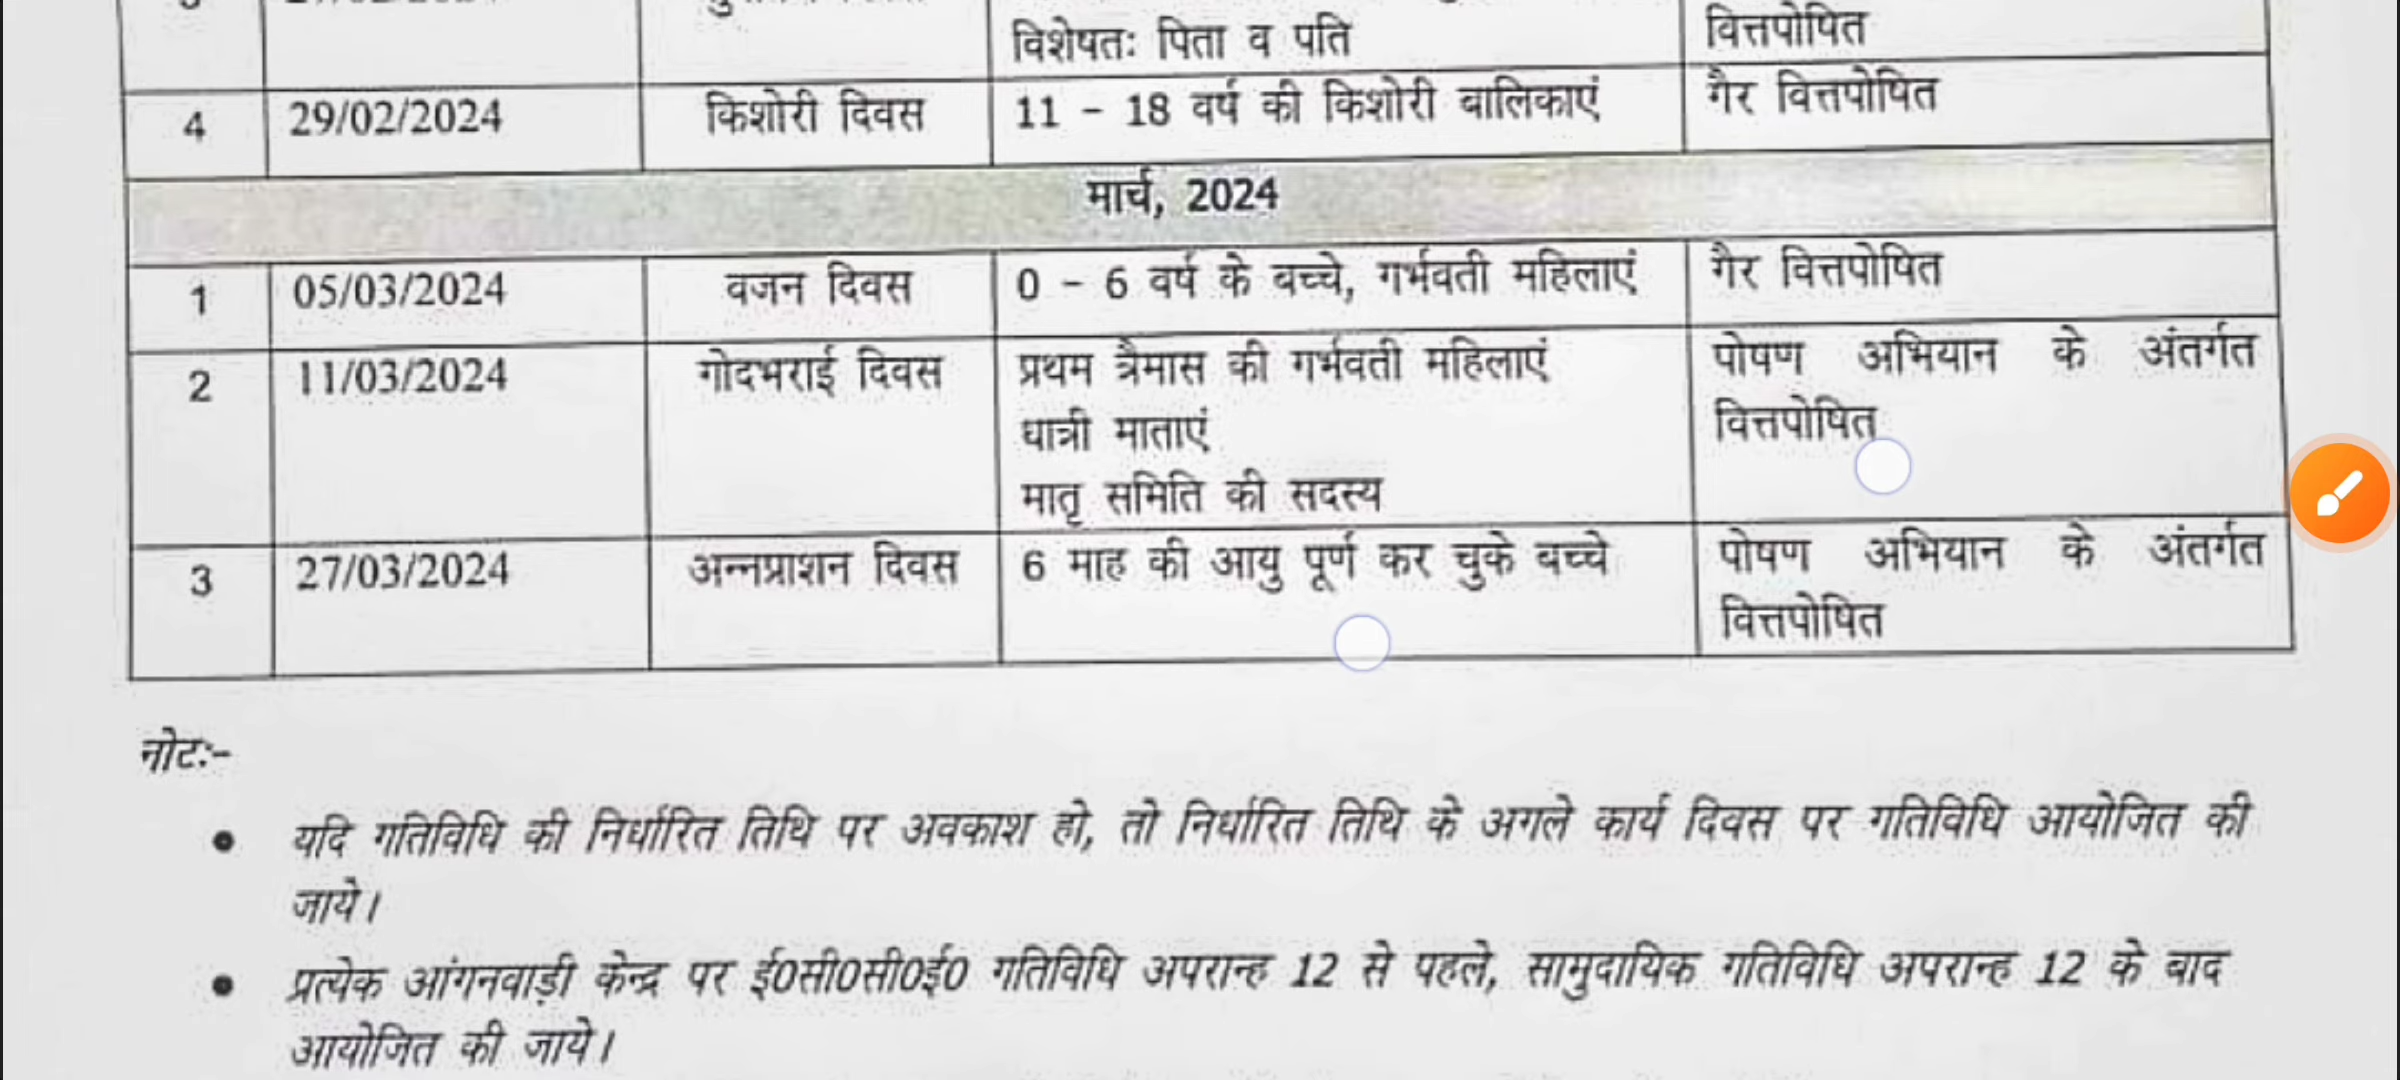 विशेषतः पिता व पति
वित्तपोषित
4 29/02/2024 किशोरी दिवस 11 - 18 वर्ष की किशोरी बालिकाएं गैर वित्तपोषित
मार्च, 2024
1 05/03/2024 वजन दिवस 0 - 6 वर्ष के बच्चे, गर्भवती महिलाएं गैर वित्तपोषित
2 11/03/2024 गोदभराई दिवस प्रथम त्रैमास की गर्भवती महिलाएं पोषण अभियान के अंतर्गत
धात्री माताएं वित्तपोषित
मातृ समिति की सदस्य
3 27/03/2024 अन्नप्राशन दिवस 6 माह की आयु पूर्ण कर चुके बच्चे पोषण अभियान के अंतर्गत
वित्तपोषित
नोटः-
• यदि गतिविधि की निर्धारित तिथि पर अवकाश हो, तो निर्धारित तिथि के अगले कार्य दिवस पर गतिविधि आयोजित की
जाये।
• प्रत्येक आंगनवाड़ी केन्द्र पर ई0सी0सी0ई0 गतिविधि अपरान्ह 12 से पहले, सामुदायिक गतिविधि अपरान्ह 12 के बाद
आयोजित की जाये।